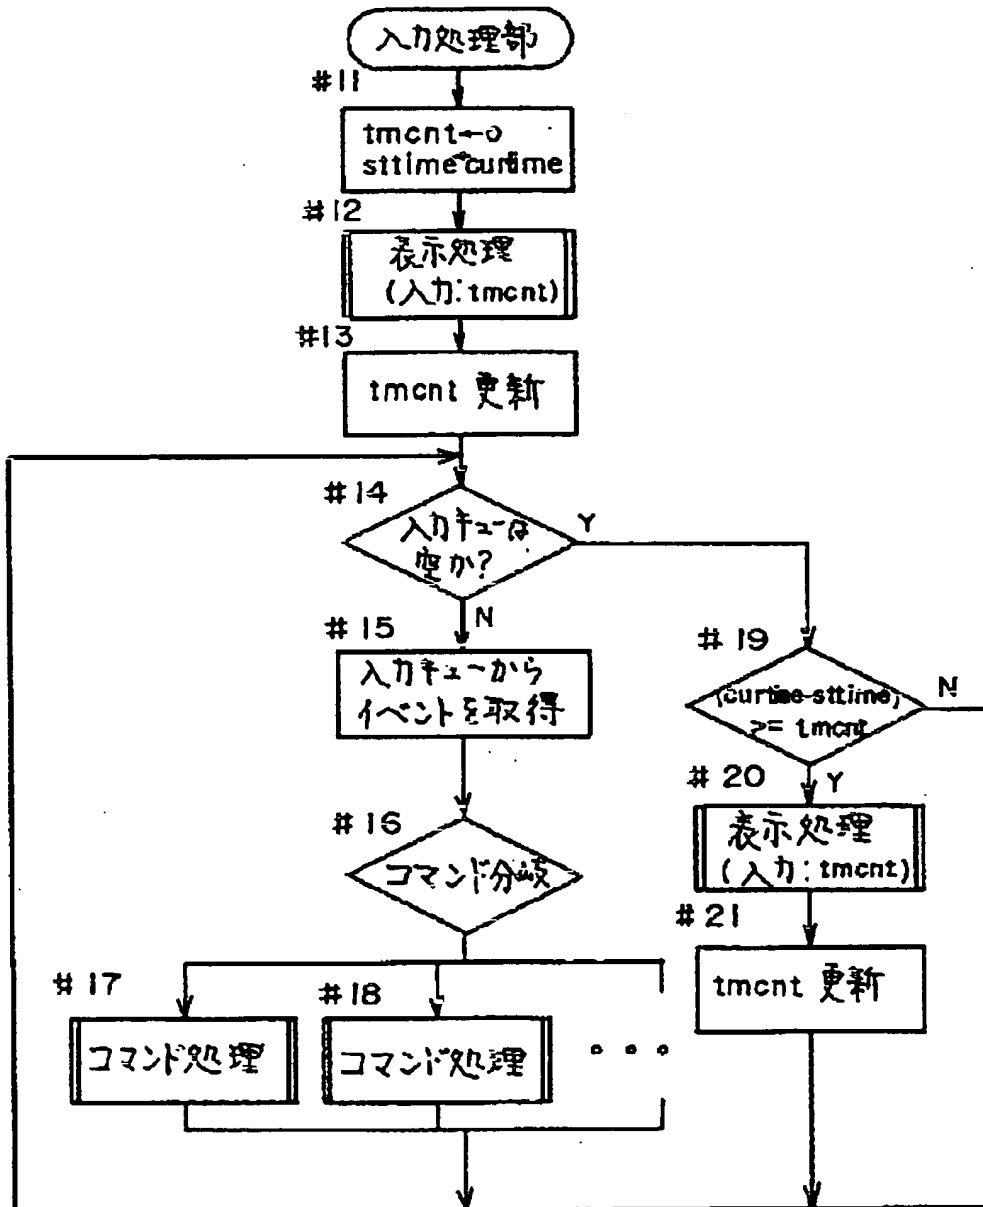 入力処理部
#11
tmcnt←0
sttime←curtime
#12
表示処理
(入力:tmcnt)
#13
tmcnt 更新
#14
入力キューは
空か?
Y
N
#15
入力キューから
イベントを取得
#16
コマンド分岐
#17
コマンド処理
#18
コマンド処理
#19
(curtime-sttime)
>= tmcnt
N
Y
#20
表示処理
(入力:tmcnt)
#21
tmcnt 更新